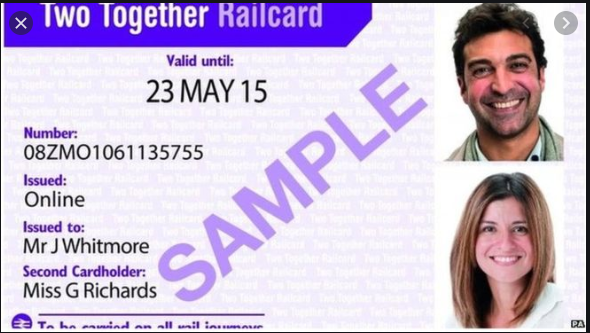 Two Together Railcard
Valid until:
23 MAY 15
Number:
08ZMO1061135755
Issued:
Online
Issued to:
Mr J Whitmore
Second Cardholder:
Miss G Richards
SAMPLE
To be carried on all rail journeys
PA